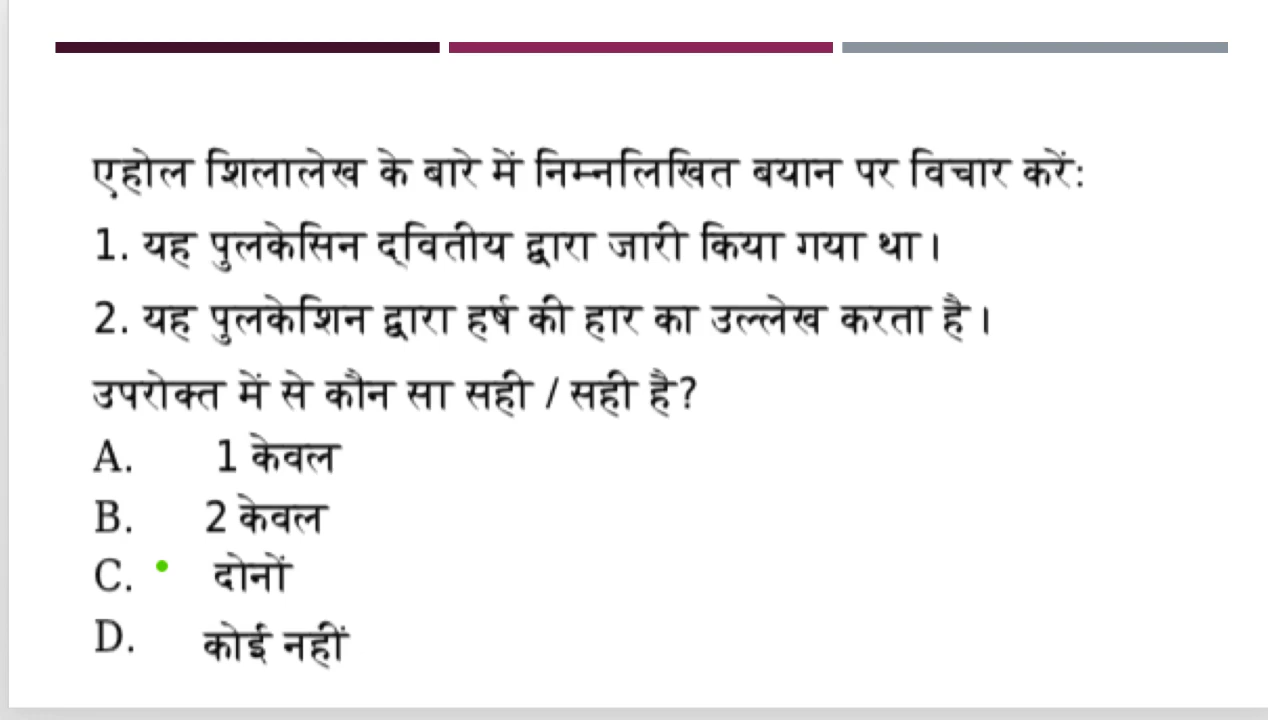 एहोल शिलालेख के बारे में निम्नलिखित बयान पर विचार करें:
1. यह पुलकेसिन द्वितीय द्वारा जारी किया गया था।
2. यह पुलकेशिन द्वारा हर्ष की हार का उल्लेख करता है।
उपरोक्त में से कौन सा सही / सही है?
A. 1 केवल
B. 2 केवल
C. दोनों
D. कोई नहीं